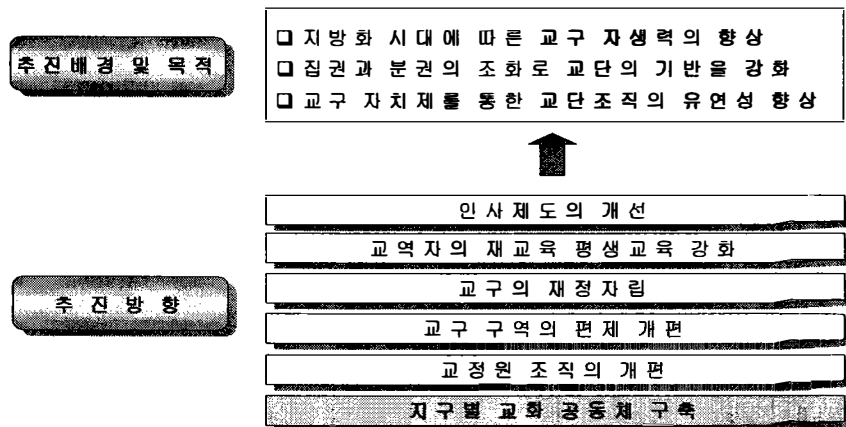 추진배경 및 목적
❑ 지방화 시대에 따른 교구 자생력의 향상
❑ 집권과 분권의 조화로 교단의 기반을 강화
❑ 교구 자치제를 통한 교단조직의 유연성 향상
추진방향
인사제도의 개선
교역자의 재교육 평생교육 강화
교구의 재정자립
교구 구역의 편제 개편
교정원 조직의 개편
지구별 교화 공동체 구축